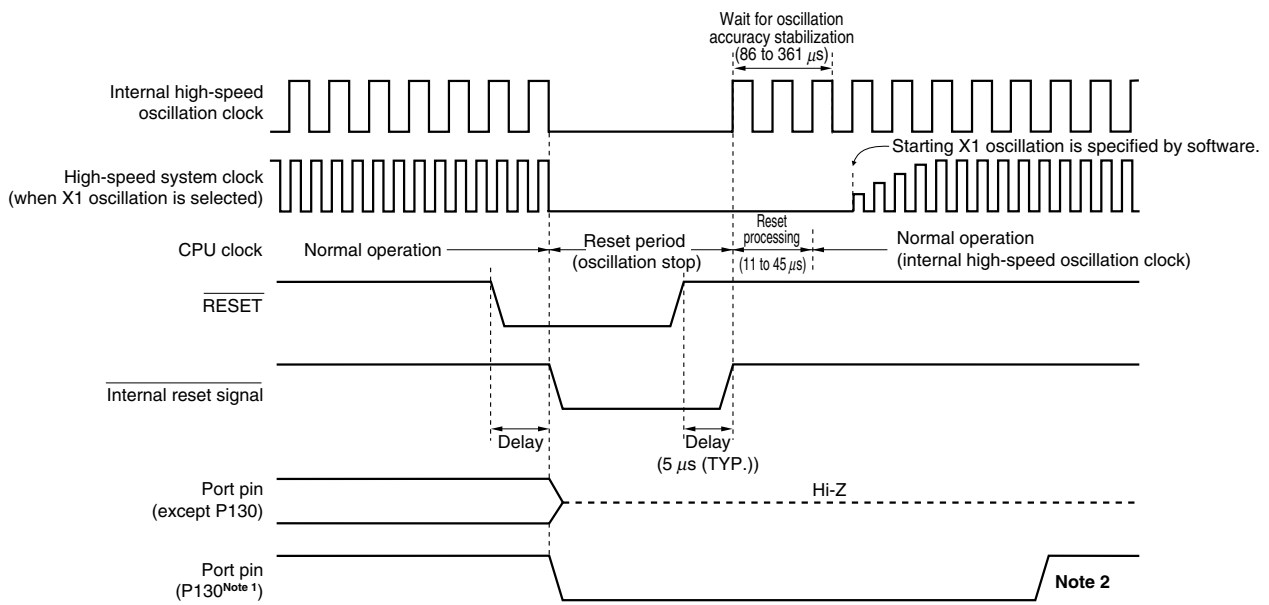 Wait for oscillation
accuracy stabilization
(86 to 361 μs)
Internal high-speed
oscillation clock
Starting X1 oscillation is specified by software.
High-speed system clock
(when X1 oscillation is selected)
CPU clock
Normal operation
Reset period
(oscillation stop)
Reset
processing
(11 to 45 μs)
Normal operation
(internal high-speed oscillation clock)
RESET
Internal reset signal
Delay
Delay
(5 μs (TYP.))
Port pin
(except P130)
Hi-Z
Port pin
(P130Note 1)
Note 2